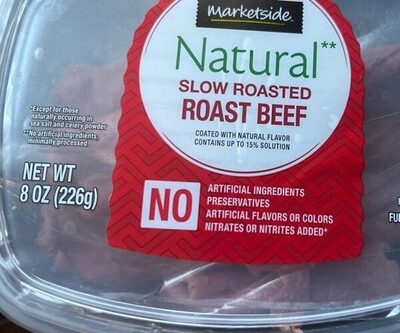 Marketside
Natural**
SLOW ROASTED
ROAST BEEF
COATED WITH NATURAL FLAVOR
CONTAINS UP TO 15% SOLUTION
*Except for those
naturally occurring in
sea salt and celery powder
**No artificial ingredients,
minimally processed
NET WT
8 OZ (226g)
NO
ARTIFICIAL INGREDIENTS
PRESERVATIVES
ARTIFICIAL FLAVORS OR COLORS
NITRATES OR NITRITES ADDED*